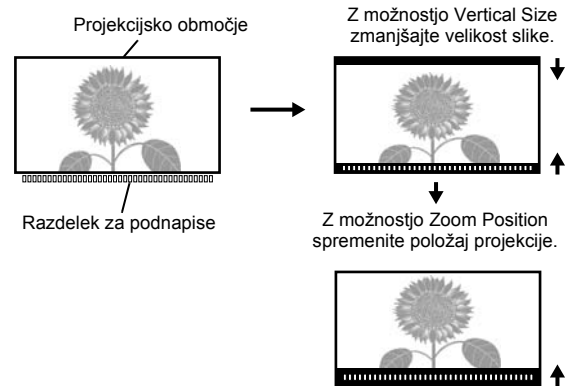 Projekcijsko območje
Razdelek za podnapise
Z možnostjo Vertical Size
zmanjšajte velikost slike.
Z možnostjo Zoom Position
spremenite položaj projekcije.